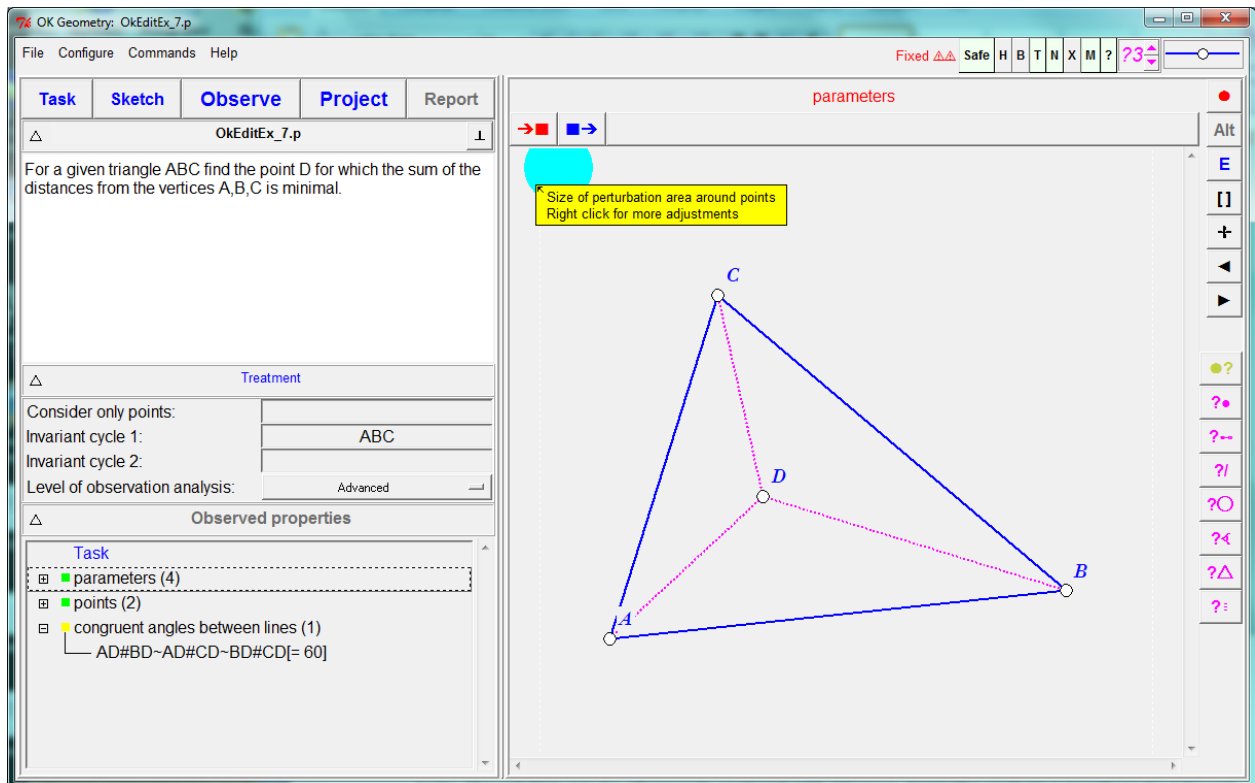 OK Geometry: OkEditEx_7.p
File Configure Commands Help
Fixed ⚠⚠ Safe H B T N X M ? ?3
Task Sketch Observe Project Report
OkEditEx_7.p
For a given triangle ABC find the point D for which the sum of the
distances from the vertices A,B,C is minimal.
Treatment
Consider only points:
Invariant cycle 1: ABC
Invariant cycle 2:
Level of observation analysis: Advanced
Observed properties
Task
parameters (4)
points (2)
congruent angles between lines (1)
AD#BD~AD#CD~BD#CD[= 60]
parameters
Size of perturbation area around points
Right click for more adjustments
C
D
B
A
Alt
E
[ ]
●?
?●
?
?/
?○
?∢
?△
?⋮